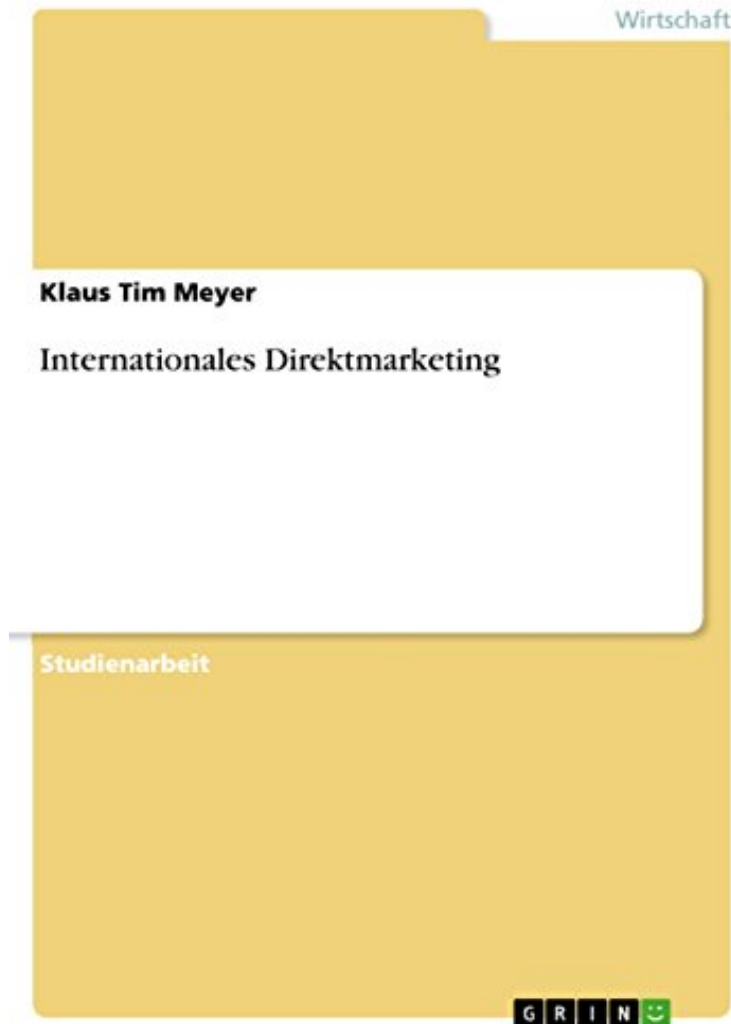 Wirtschaft
Klaus Tim Meyer
Internationales Direktmarketing
Studienarbeit
GRIN